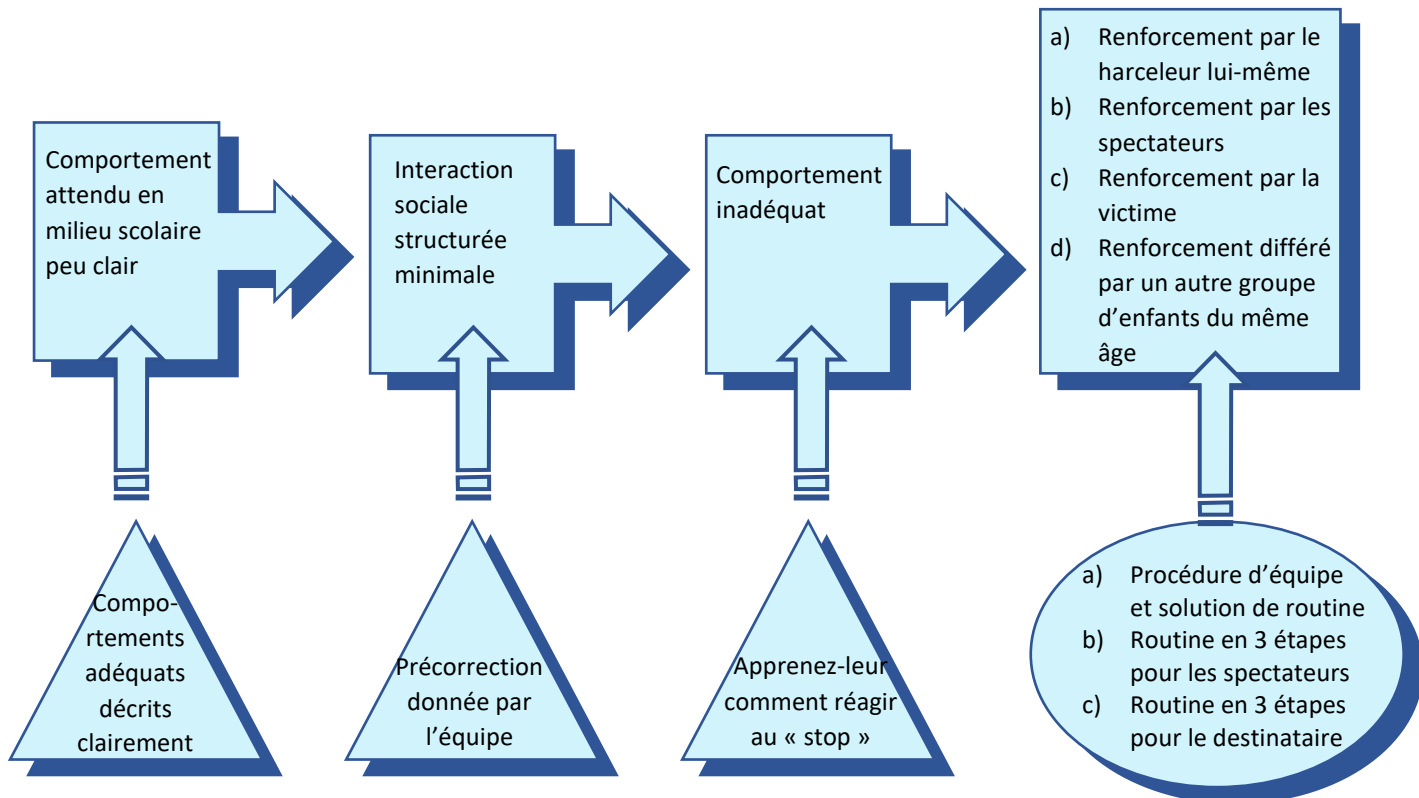 Comportement
attendu en
milieu scolaire
peu clair
Interaction
sociale
structurée
minimale
Comportement
inadéquat
a) Renforcement par le
harceleur lui-même
b) Renforcement par les
spectateurs
c) Renforcement par la
victime
d) Renforcement différé
par un autre groupe
d’enfants du même
âge
Compo-
rtements
adéquats
décrits
clairement
Précorrection
donnée par
l’équipe
Apprenez-leur
comment réagir
au « stop »
a) Procédure d’équipe
et solution de routine
b) Routine en 3 étapes
pour les spectateurs
c) Routine en 3 étapes
pour le destinataire